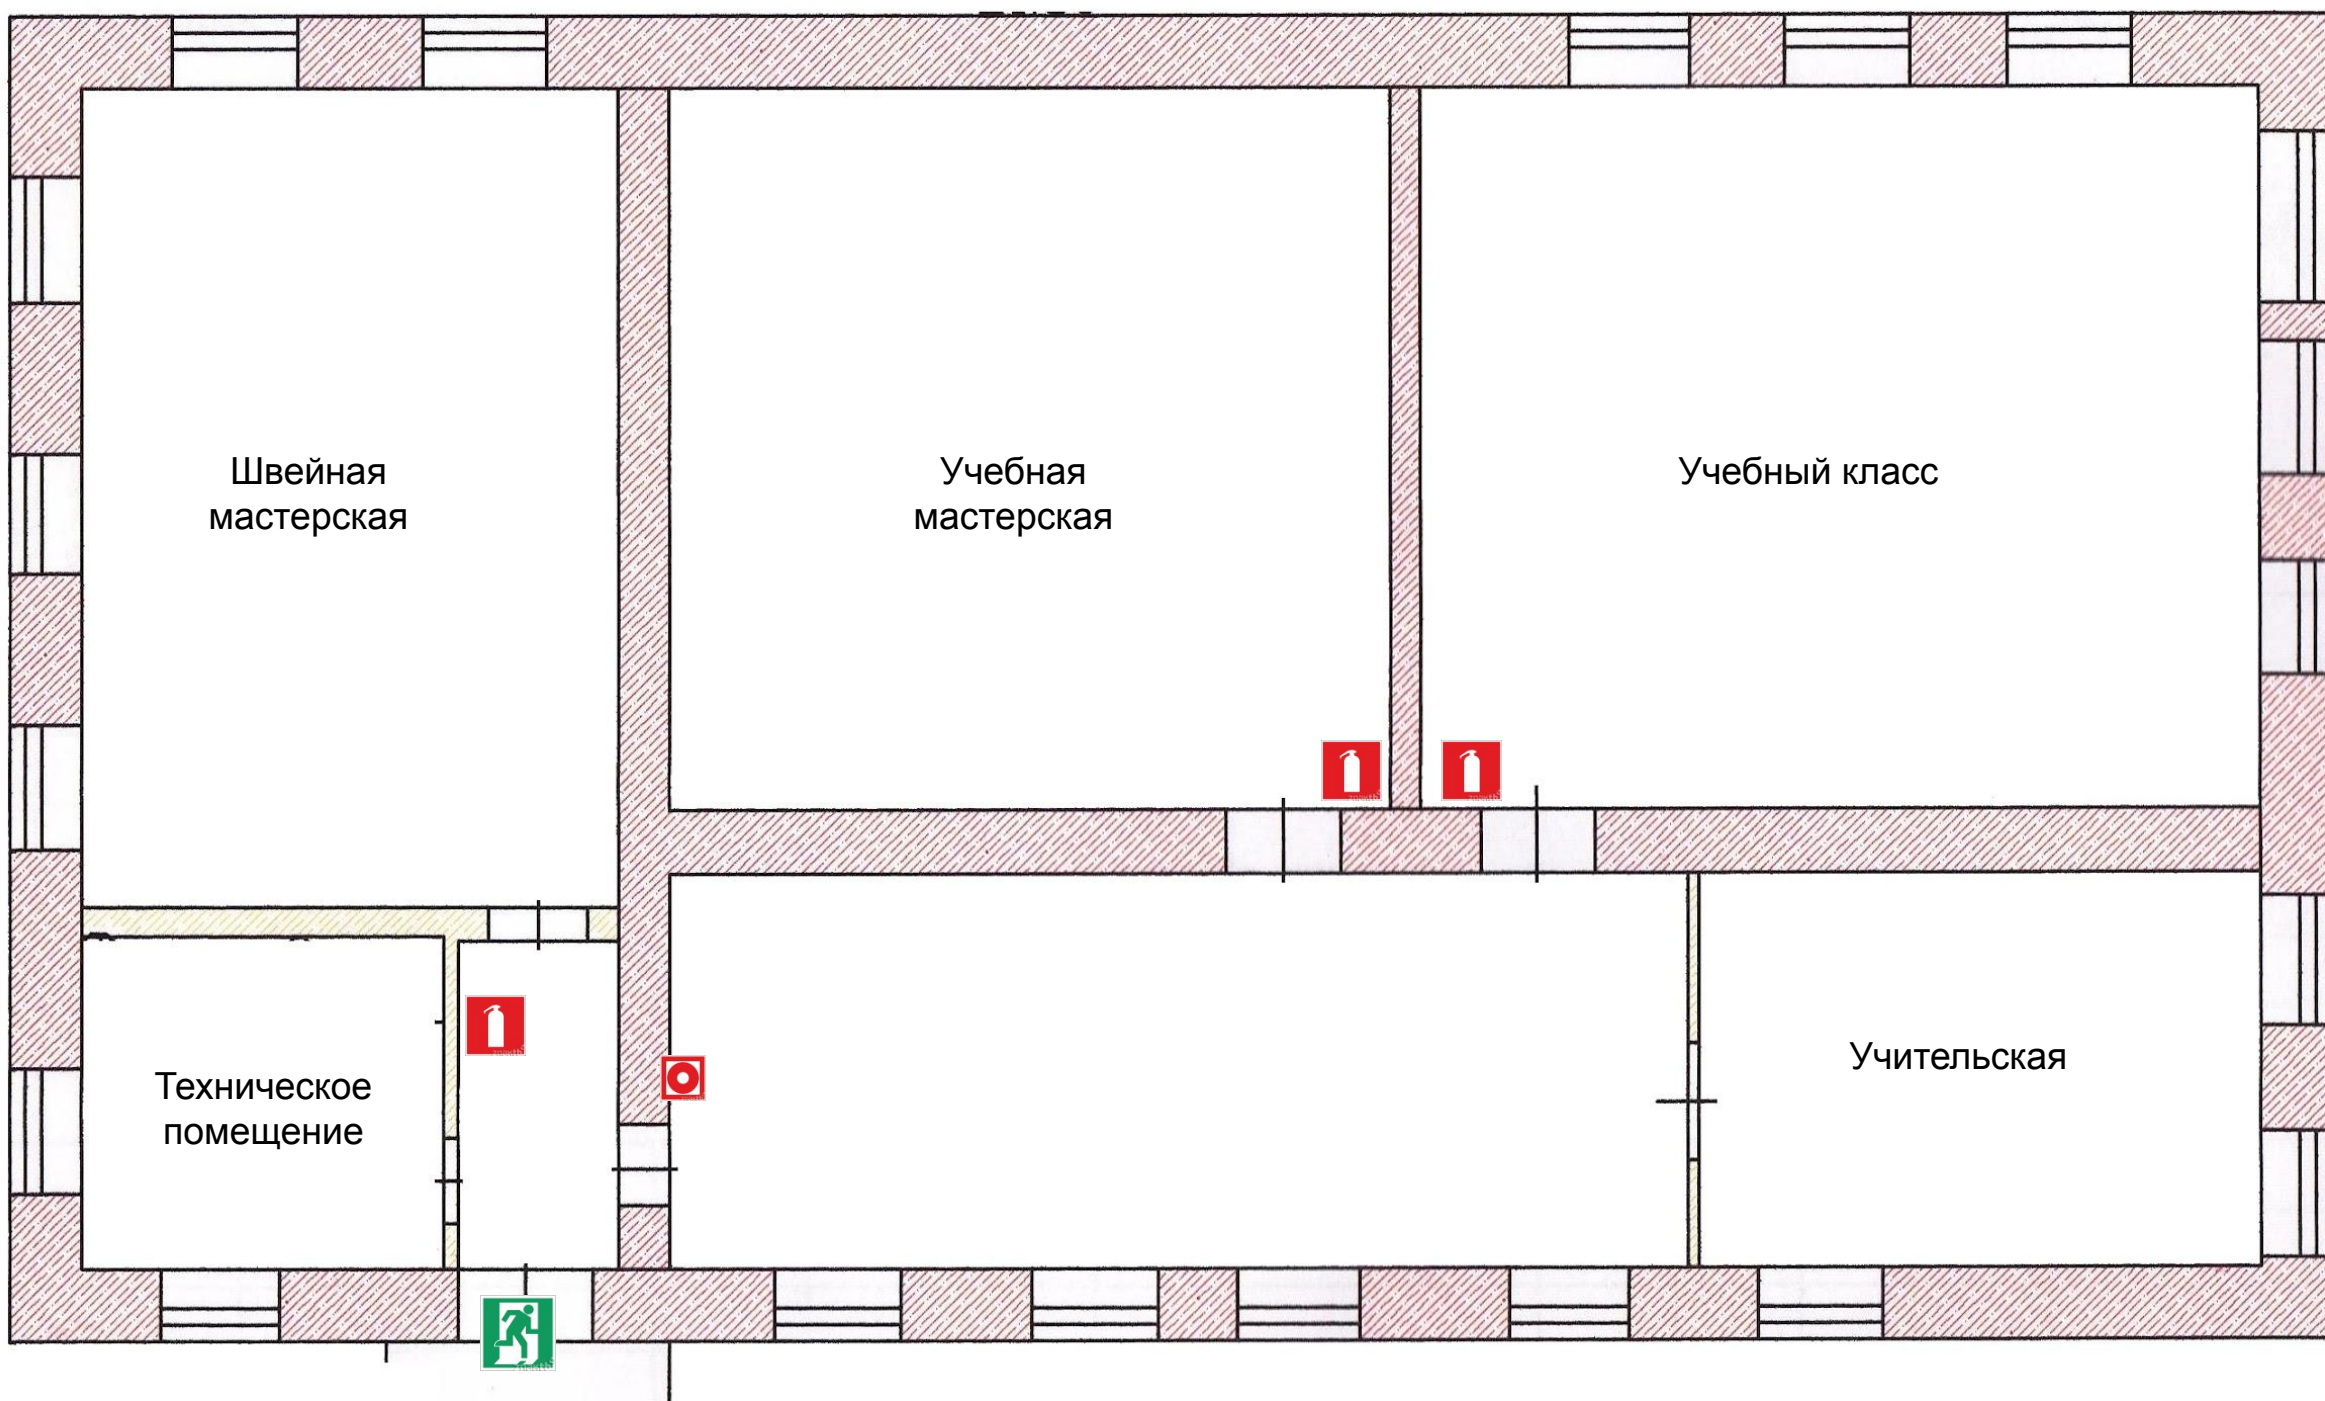 Швейная
мастерская
Учебная
мастерская
Учебный класс
Техническое
помещение
Учительская